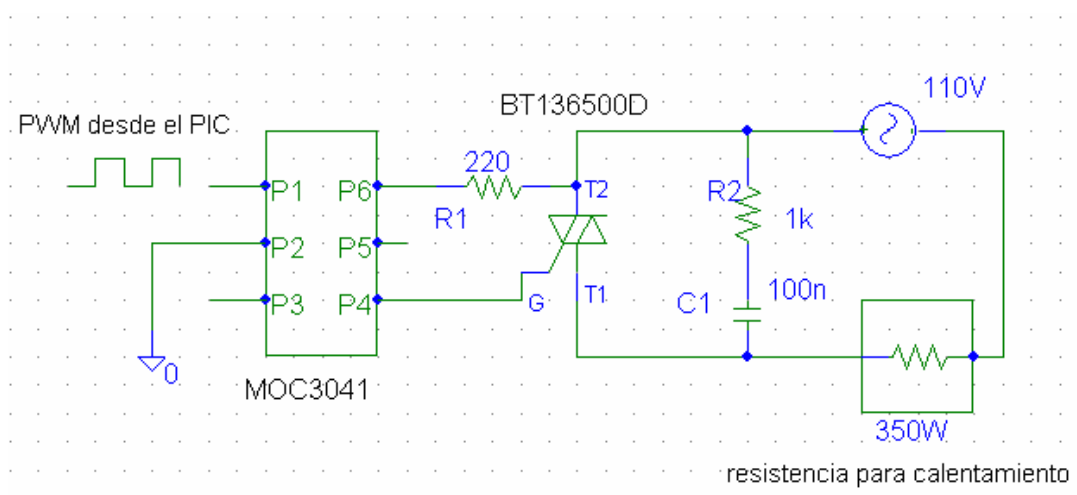 110V
BT136500D
PWM desde el PIC
220
P1
P6
T2
R2
R1
1k
P2
P5
G
T1
100n
P3
P4
C1
0
MOC3041
350W
resistencia para calentamiento